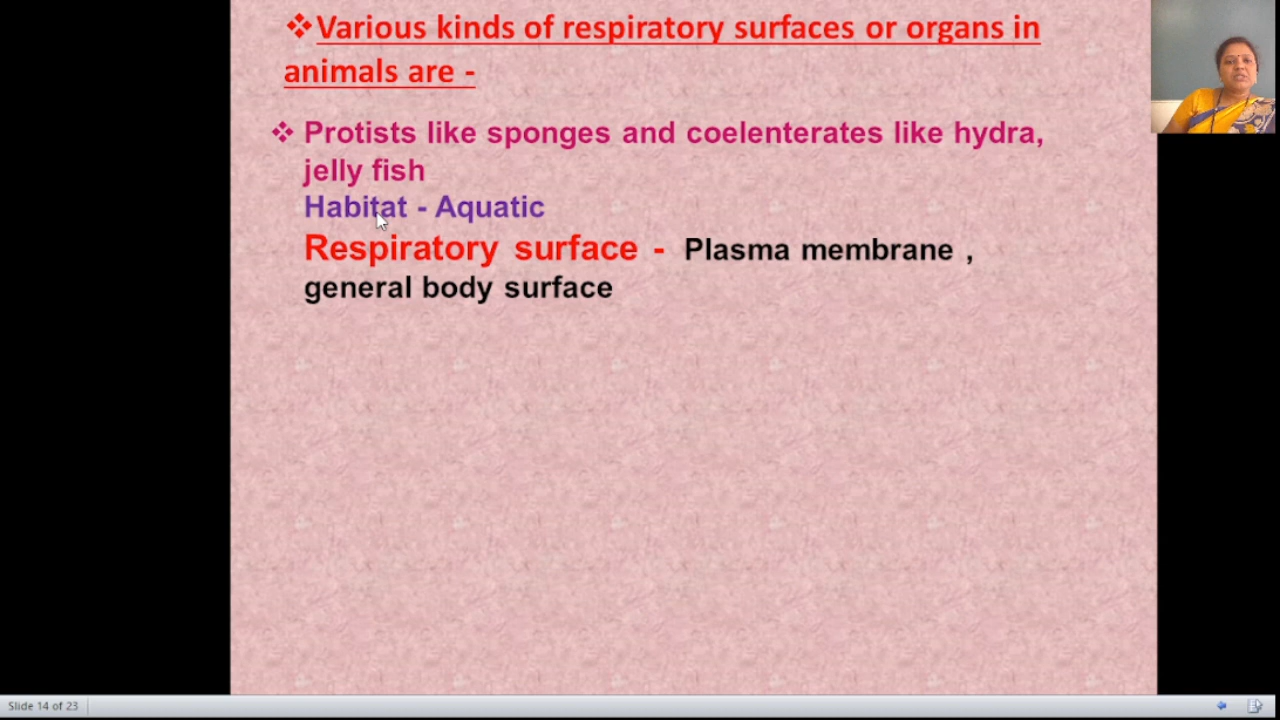 ❖Various kinds of respiratory surfaces or organs in
animals are -
❖ Protists like sponges and coelenterates like hydra,
jelly fish
Habitat - Aquatic
Respiratory surface - Plasma membrane ,
general body surface
Slide 14 of 23